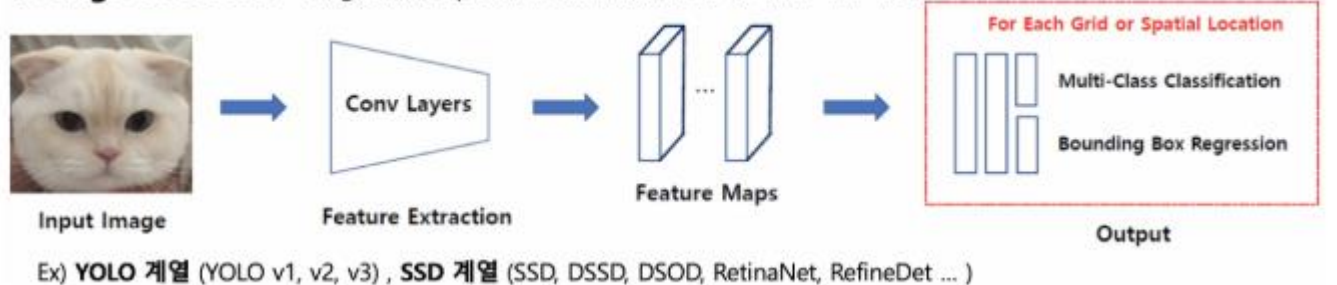 For Each Grid or Spatial Location
Conv Layers
...
Multi-Class Classification
Bounding Box Regression
Input Image
Feature Extraction
Feature Maps
Output
Ex) YOLO 계열 (YOLO v1, v2, v3) , SSD 계열 (SSD, DSSD, DSOD, RetinaNet, RefineDet ... )